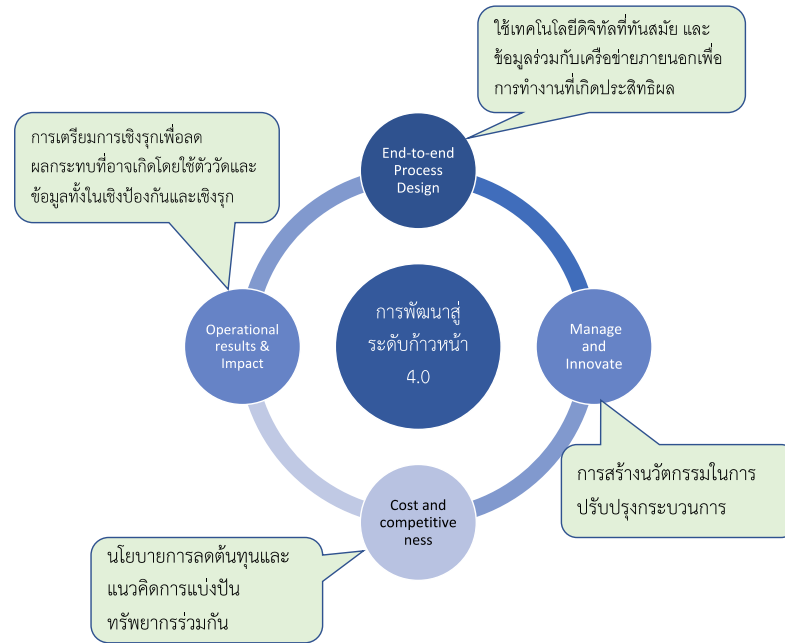 ใช้เทคโนโลยีดิจิทัลที่ทันสมัย และ
ข้อมูลร่วมกับเครือข่ายภายนอกเพื่อ
การทำงานที่เกิดประสิทธิผล
การเตรียมการเชิงรุกเพื่อลด
ผลกระทบที่อาจเกิดโดยใช้ตัววัดและ
ข้อมูลทั้งในเชิงป้องกันและเชิงรุก
End-to-end
Process
Design
Operational
results &
Impact
การพัฒนาสู่
ระดับก้าวหน้า
4.0
Manage
and
Innovate
การสร้างนวัตกรรมในการ
ปรับปรุงกระบวนการ
Cost and
competitive
ness
นโยบายการลดต้นทุนและ
แนวคิดการแบ่งปัน
ทรัพยากรร่วมกัน